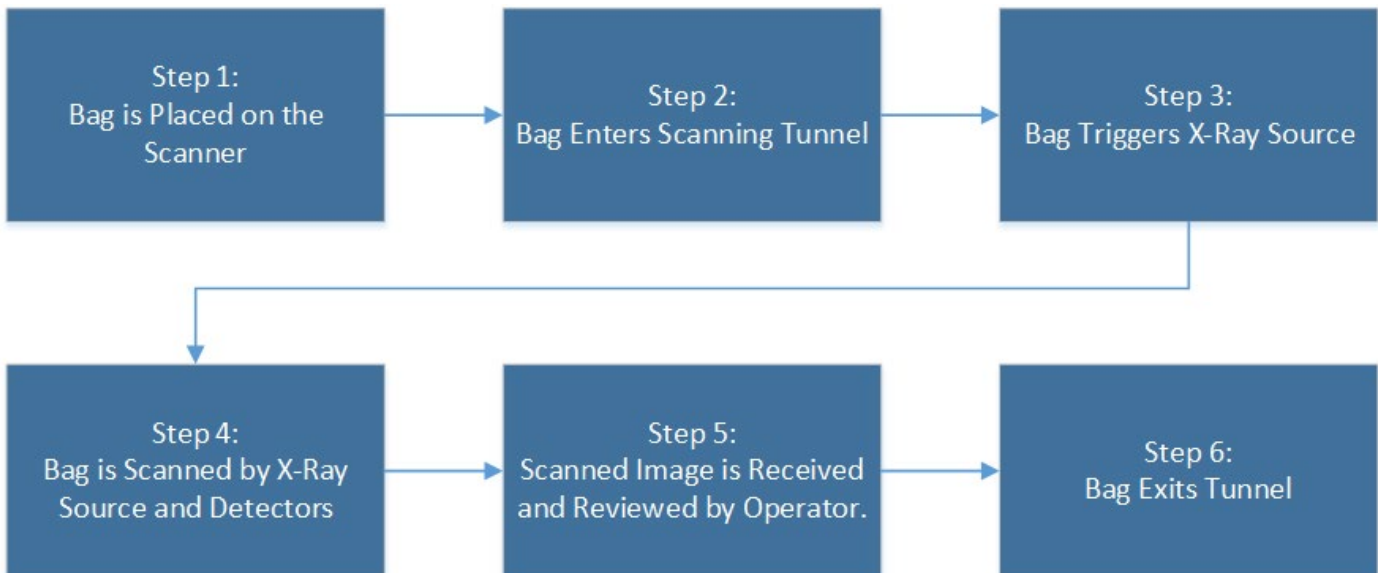 Step 1:
Bag is Placed on the
Scanner
Step 2:
Bag Enters Scanning Tunnel
Step 3:
Bag Triggers X-Ray Source
Step 4:
Bag is Scanned by X-Ray
Source and Detectors
Step 5:
Scanned Image is Received
and Reviewed by Operator.
Step 6:
Bag Exits Tunnel